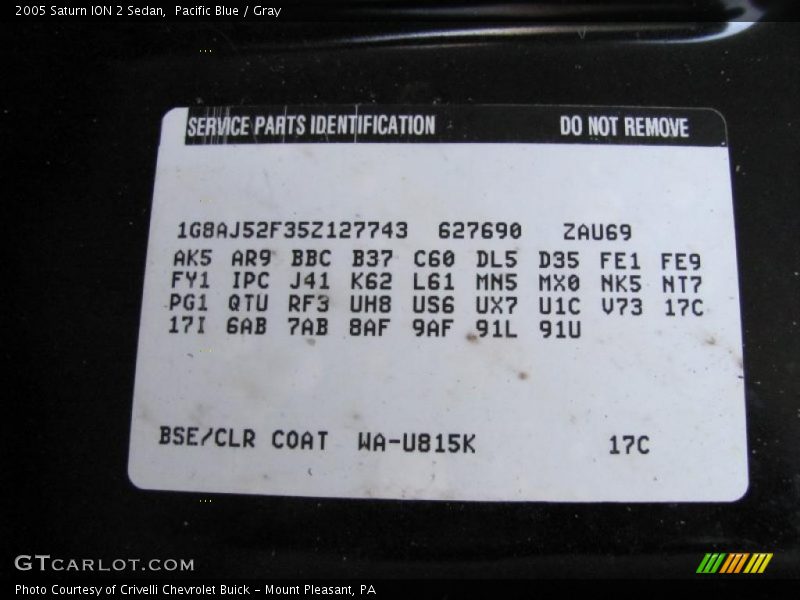 2005 Saturn ION 2 Sedan,  Pacific Blue / Gray
SERVICE PARTS IDENTIFICATION DO NOT REMOVE
1G8AJ52F35Z127743 627690 ZAU69
AK5 AR9 BBC B37 C60 DL5 D35 FE1 FE9
FY1 IPC J41 K62 L61 MN5 MX0 NK5 NT7
PG1 QTU RF3 UH8 US6 UX7 U1C V73 17C
17I 6AB 7AB 8AF 9AF 91L 91U
BSE/CLR COAT WA-U815K 17C
GTCARLOT.COM
Photo Courtesy of Crivelli Chevrolet Buick - Mount Pleasant, PA